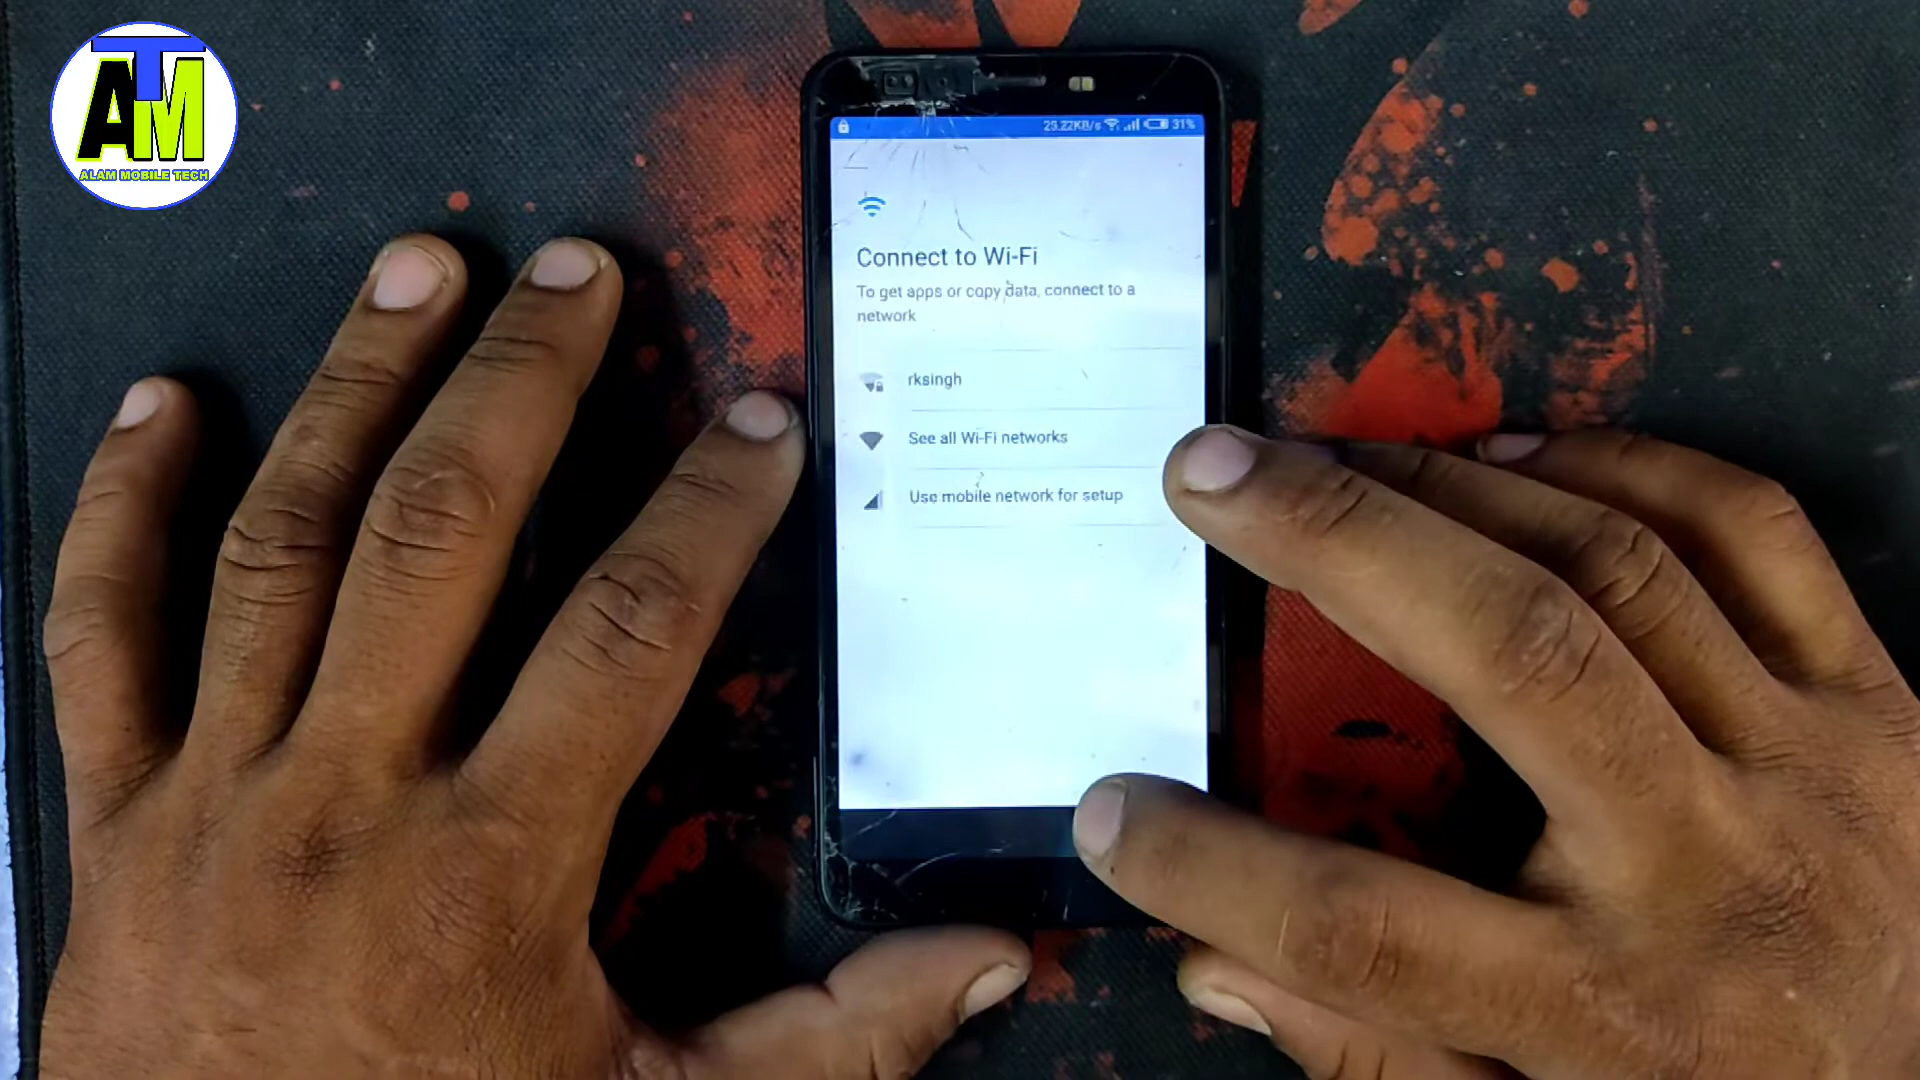 ATM
ALAM MOBILE TECH
25.22KB/s 31%
Connect to Wi-Fi
To get apps or copy data, connect to a
network
rksingh
See all Wi-Fi networks
Use mobile network for setup